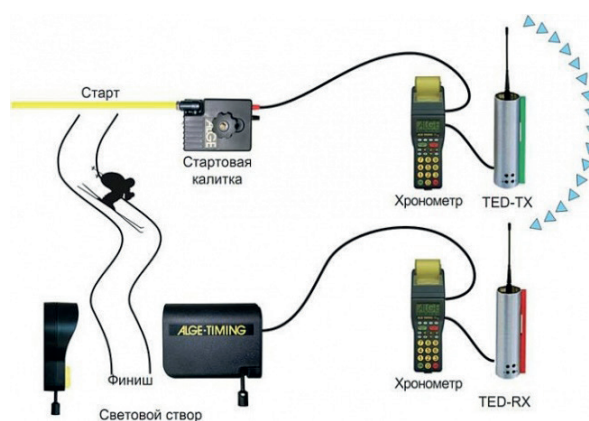 Старт
ALGE
Стартовая
калитка
Хронометр
TED-TX
ALGE-TIMING
Финиш
Световой створ
Хронометр
TED-RX